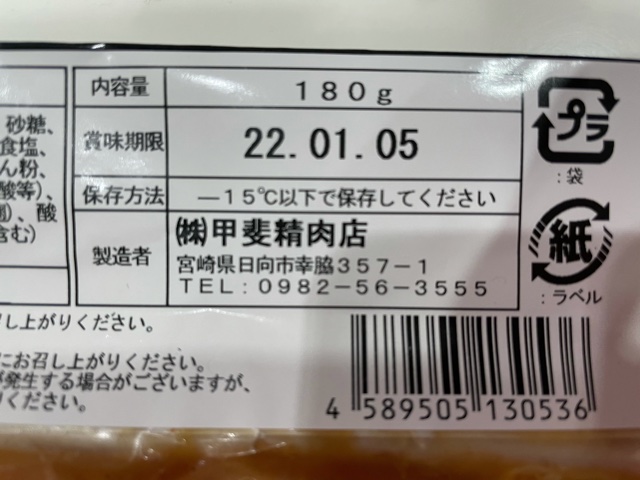 内容量 180g
砂糖、
食塩、
ん粉、
賞味期限 22.01.05
酸等)、
保存方法 －15℃以下で保存してください
、酸
含む)
製造者 ㈱甲斐精肉店
宮崎県日向市幸脇357-1
TEL:0982-56-3555
プラ
:袋
紙
:ラベル
し上がりください。
にお召し上がりください。
が発生する場合がございますが、
ください。
4 589505 130536